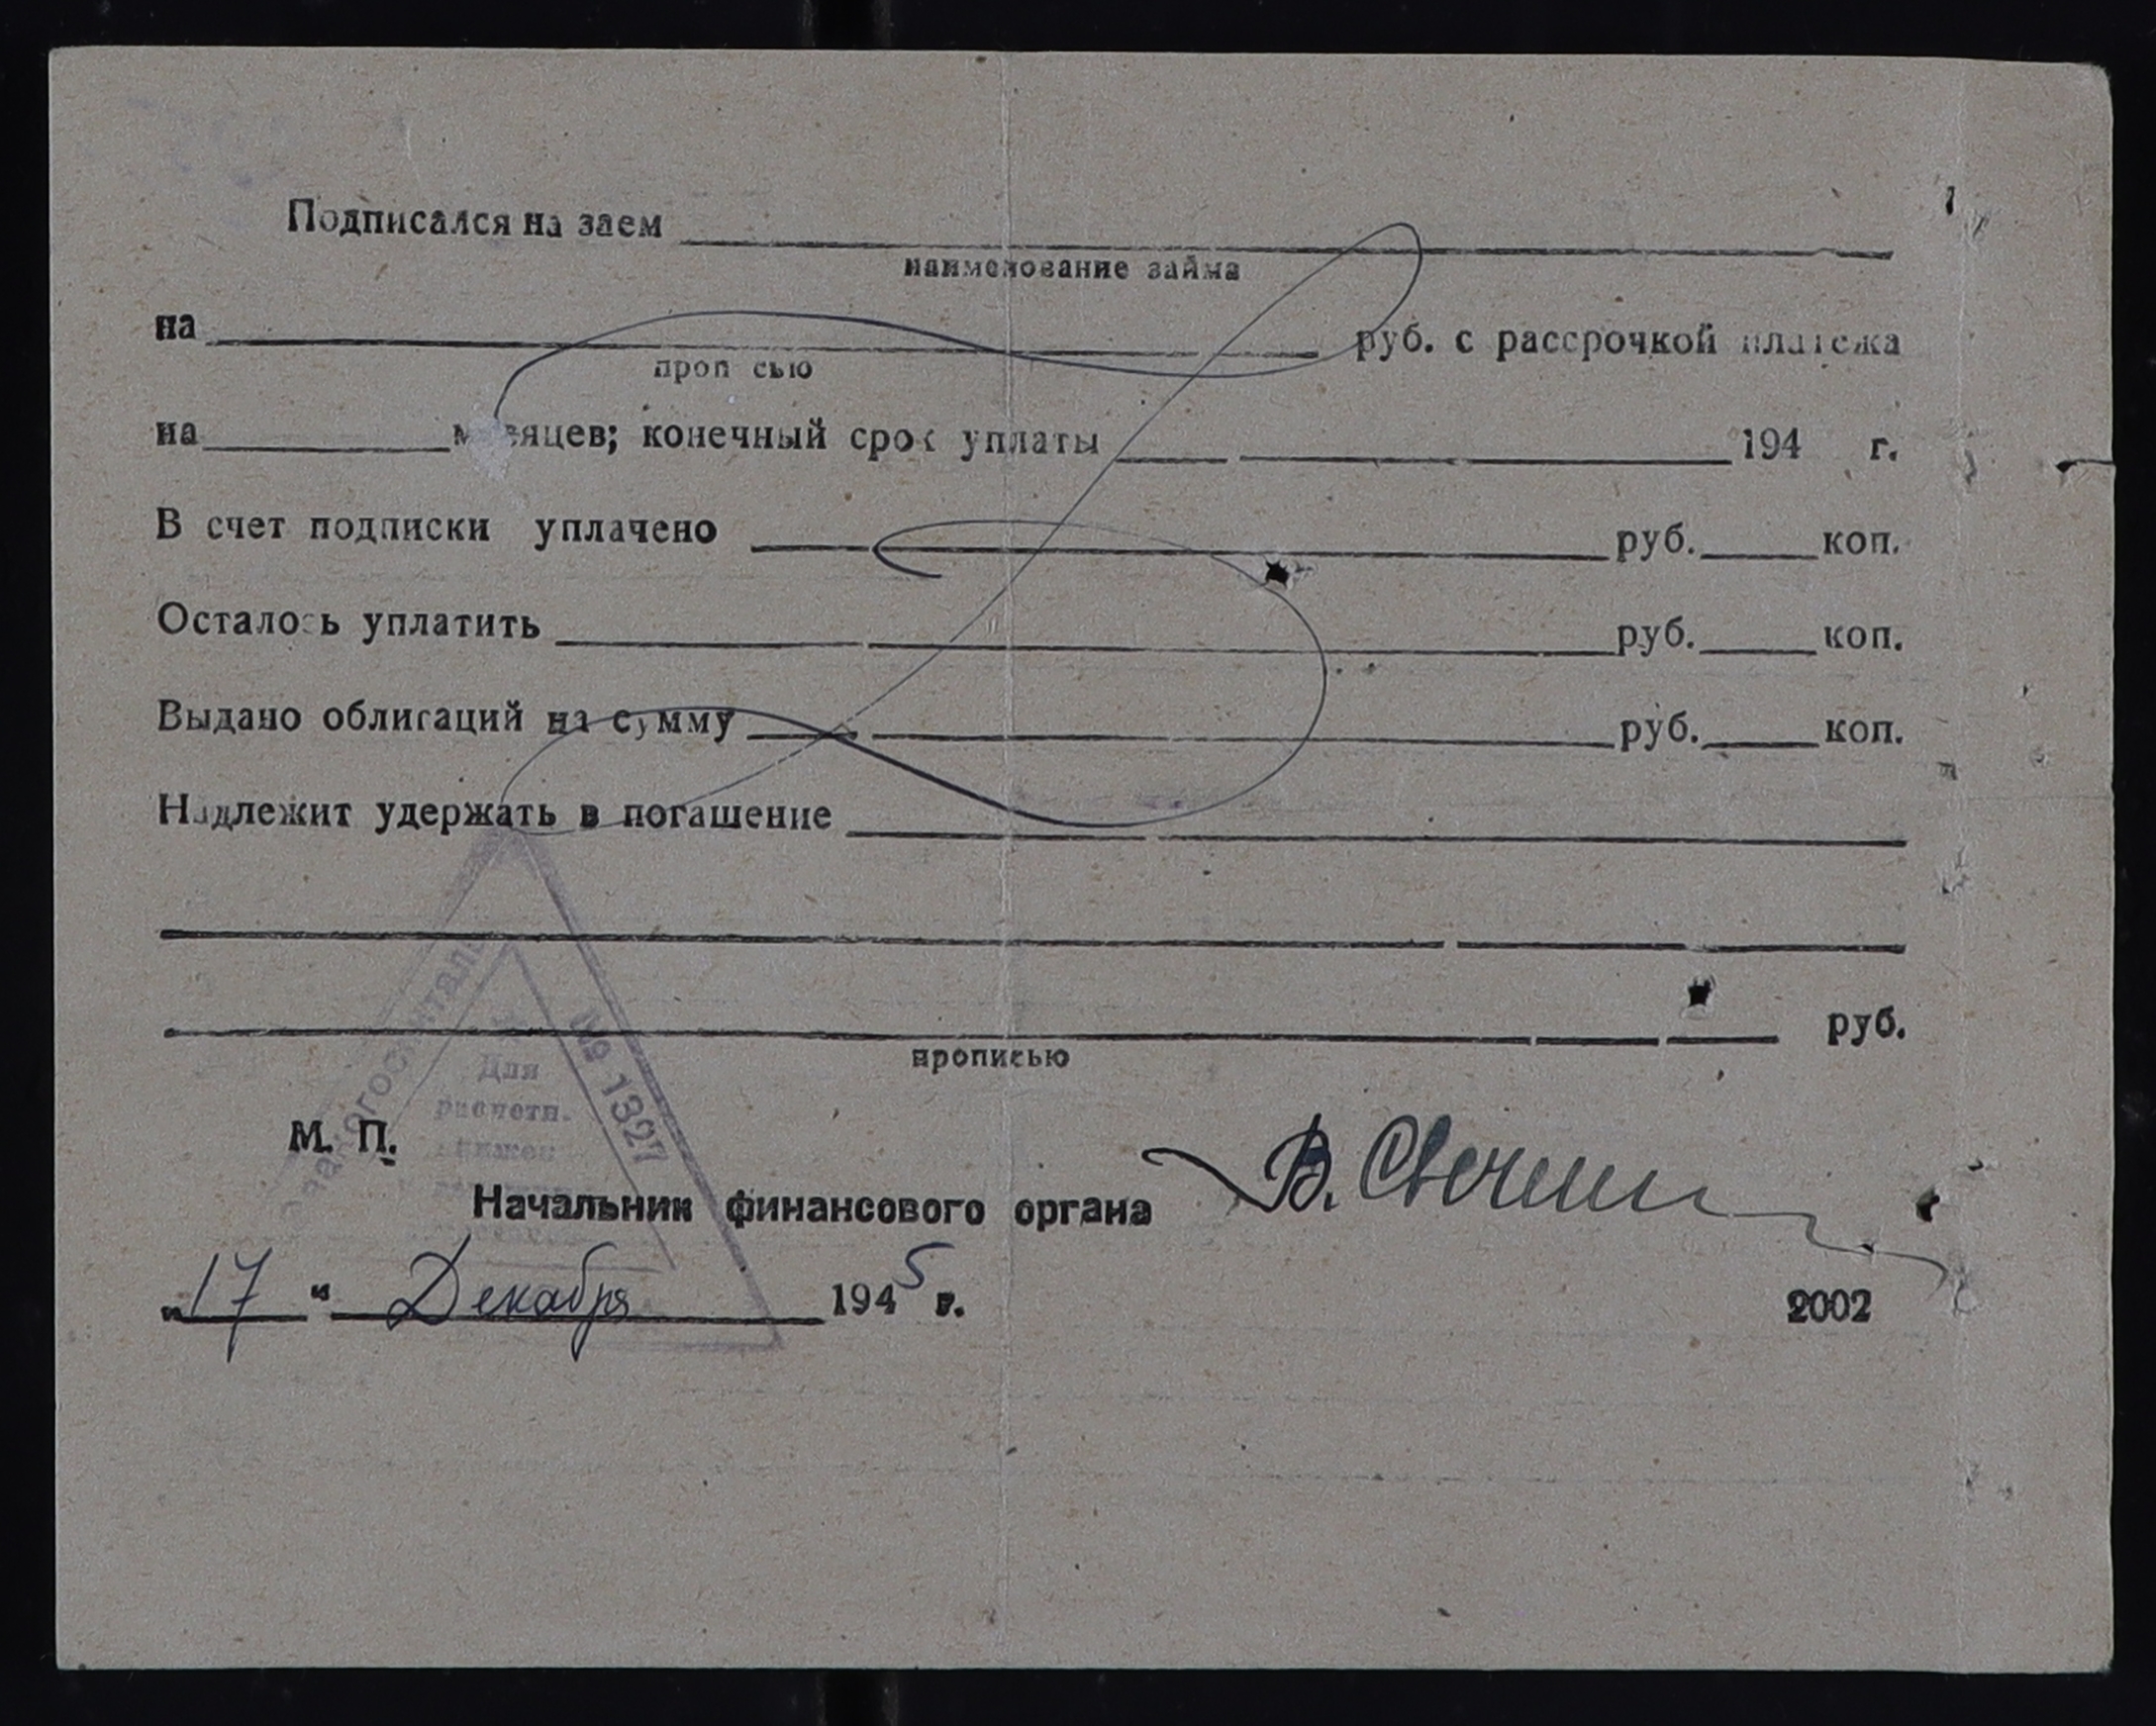 Подписался на заем
наименование займа
на руб. с рассрочкой платежа
прописью
на месяцев; конечный срок уплаты 194 г.
В счет подписки уплачено руб. коп.
Осталось уплатить руб. коп.
Выдано облигаций на сумму руб. коп.
Надлежит удержать в погашение
руб.
прописью
№ 1327
Для
расчетн.
М. П.
Начальник финансового органа В. Свечин
„17“ Декабря 1945 г. 2002